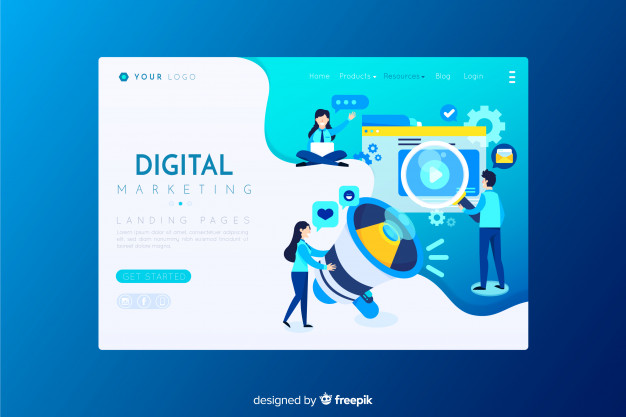 YOUR LOGO
Home Products Resources Blog Login
DIGITAL
MARKETING
LANDING PAGES
GET STARTED
designed by freepik